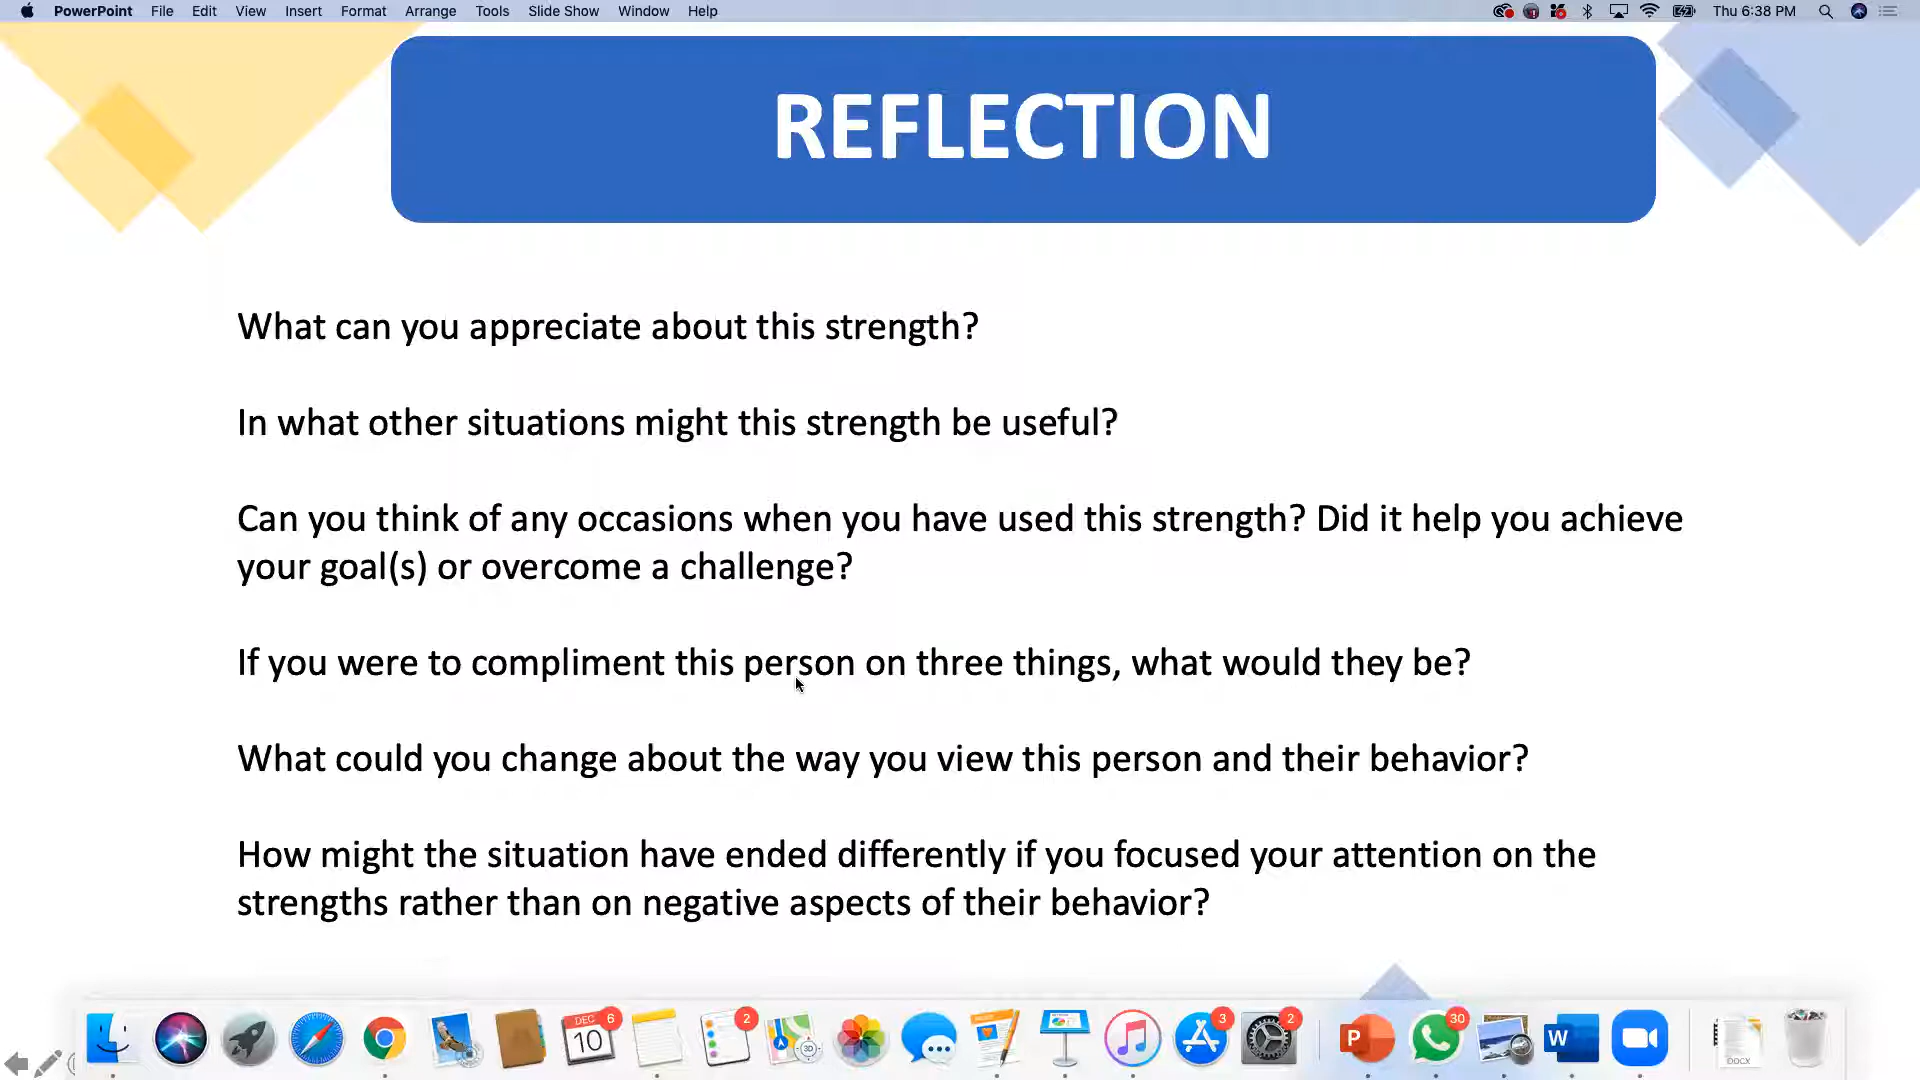 PowerPoint File Edit View Insert Format Arrange Tools Slide Show Window Help Thu 6:38 PM
REFLECTION
What can you appreciate about this strength?
In what other situations might this strength be useful?
Can you think of any occasions when you have used this strength? Did it help you achieve
your goal(s) or overcome a challenge?
If you were to compliment this person on three things, what would they be?
What could you change about the way you view this person and their behavior?
How might the situation have ended differently if you focused your attention on the
strengths rather than on negative aspects of their behavior?
DEC 6 2 3 2 30
10 3D P W DOCX